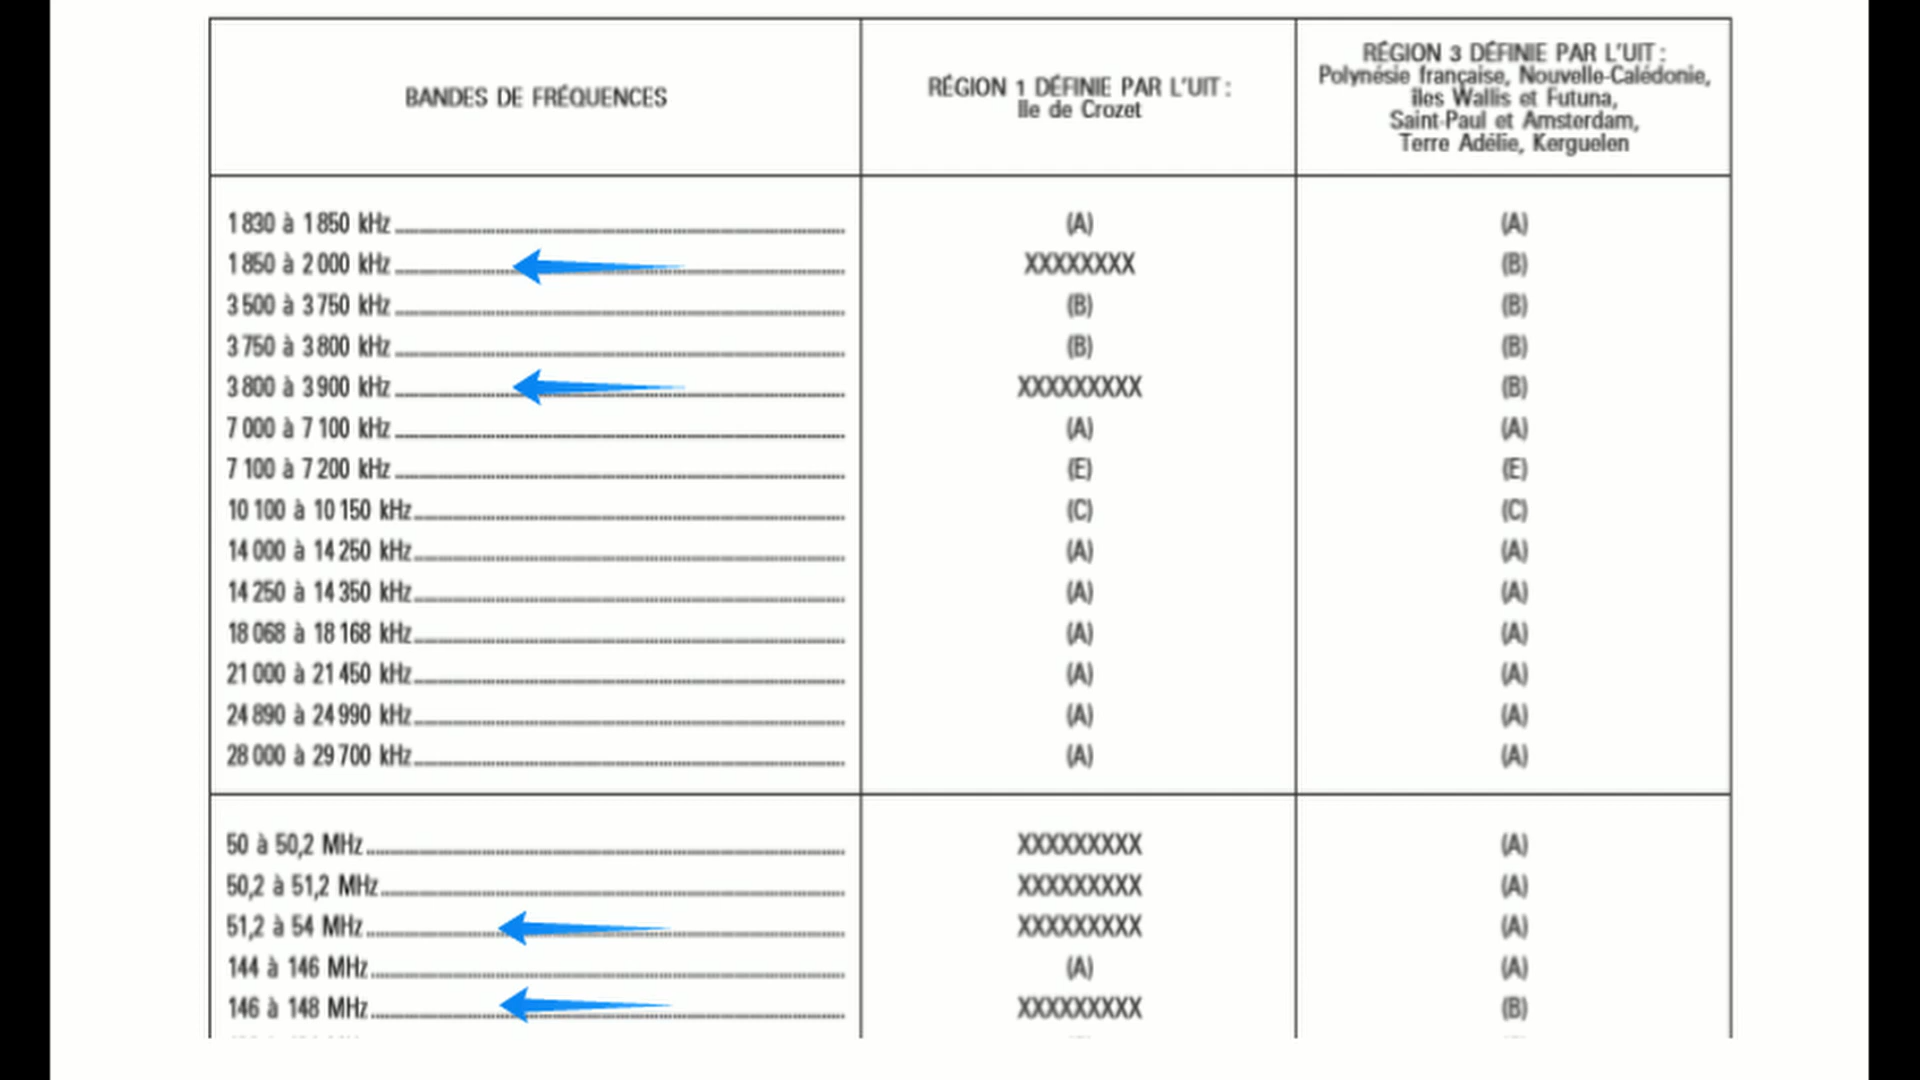 BANDES DE FRÉQUENCES
RÉGION 1 DÉFINIE PAR L'UIT :
Ile de Crozet
RÉGION 3 DÉFINIE PAR L'UIT :
Polynésie française, Nouvelle-Calédonie,
îles Wallis et Futuna,
Saint-Paul et Amsterdam,
Terre Adélie, Kerguelen
1 830 à 1 850 kHz (A) (A)
1 850 à 2 000 kHz XXXXXXXX (B)
3 500 à 3 750 kHz (B) (B)
3 750 à 3 800 kHz (B) (B)
3 800 à 3 900 kHz XXXXXXXXX (B)
7 000 à 7 100 kHz (A) (A)
7 100 à 7 200 kHz (E) (E)
10 100 à 10 150 kHz (C) (C)
14 000 à 14 250 kHz (A) (A)
14 250 à 14 350 kHz (A) (A)
18 068 à 18 168 kHz (A) (A)
21 000 à 21 450 kHz (A) (A)
24 890 à 24 990 kHz (A) (A)
28 000 à 29 700 kHz (A) (A)
50 à 50,2 MHz XXXXXXXXX (A)
50,2 à 51,2 MHz XXXXXXXXX (A)
51,2 à 54 MHz XXXXXXXXX (A)
144 à 146 MHz (A) (A)
146 à 148 MHz XXXXXXXXX (B)